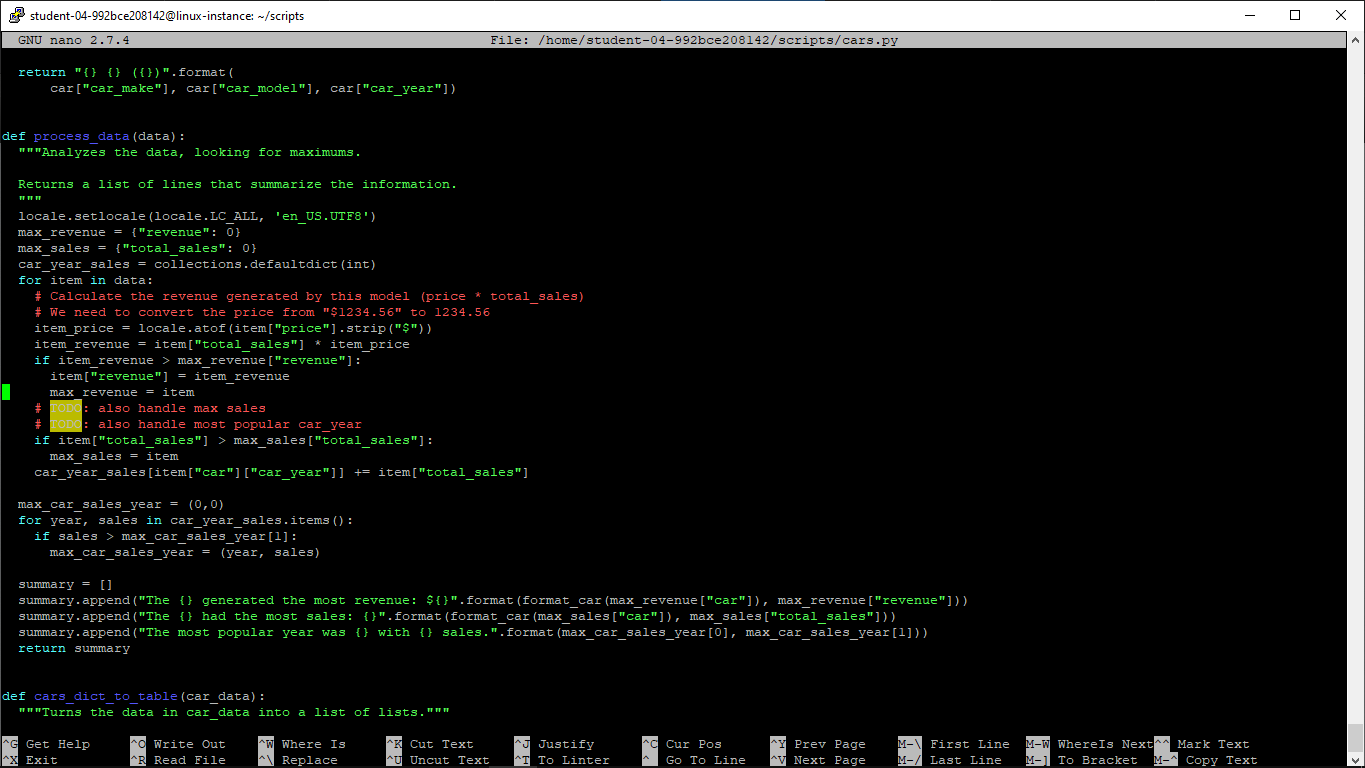 student-04-992bce208142@linux-instance: ~/scripts
GNU nano 2.7.4 File: /home/student-04-992bce208142/scripts/cars.py
return "{} {} ({})".format(
car["car_make"], car["car_model"], car["car_year"])
def process_data(data):
"""Analyzes the data, looking for maximums.
Returns a list of lines that summarize the information.
"""
locale.setlocale(locale.LC_ALL, 'en_US.UTF8')
max_revenue = {"revenue": 0}
max_sales = {"total_sales": 0}
car_year_sales = collections.defaultdict(int)
for item in data:
# Calculate the revenue generated by this model (price * total_sales)
# We need to convert the price from "$1234.56" to 1234.56
item_price = locale.atof(item["price"].strip("$"))
item_revenue = item["total_sales"] * item_price
if item_revenue > max_revenue["revenue"]:
item["revenue"] = item_revenue
max_revenue = item
# TODO: also handle max sales
# TODO: also handle most popular car_year
if item["total_sales"] > max_sales["total_sales"]:
max_sales = item
car_year_sales[item["car"]["car_year"]] += item["total_sales"]
max_car_sales_year = (0,0)
for year, sales in car_year_sales.items():
if sales > max_car_sales_year[1]:
max_car_sales_year = (year, sales)
summary = []
summary.append("The {} generated the most revenue: ${}".format(format_car(max_revenue["car"]), max_revenue["revenue"]))
summary.append("The {} had the most sales: {}".format(format_car(max_sales["car"]), max_sales["total_sales"]))
summary.append("The most popular year was {} with {} sales.".format(max_car_sales_year[0], max_car_sales_year[1]))
return summary
def cars_dict_to_table(car_data):
"""Turns the data in car_data into a list of lists."""
^G Get Help ^O Write Out ^W Where Is ^K Cut Text ^J Justify ^C Cur Pos ^Y Prev Page M-\ First Line M-W WhereIs Next ^^ Mark Text
^X Exit ^R Read File ^\ Replace ^U Uncut Text ^T To Linter ^_ Go To Line ^V Next Page M-/ Last Line M-] To Bracket M-^ Copy Text